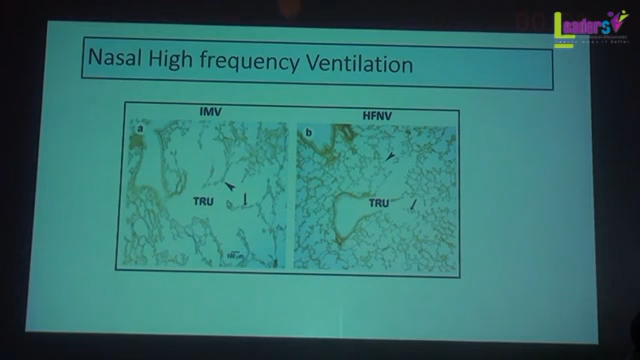 Leaders
Nasal High frequency Ventilation
IMV
HFNV
a
b
TRU
TRU